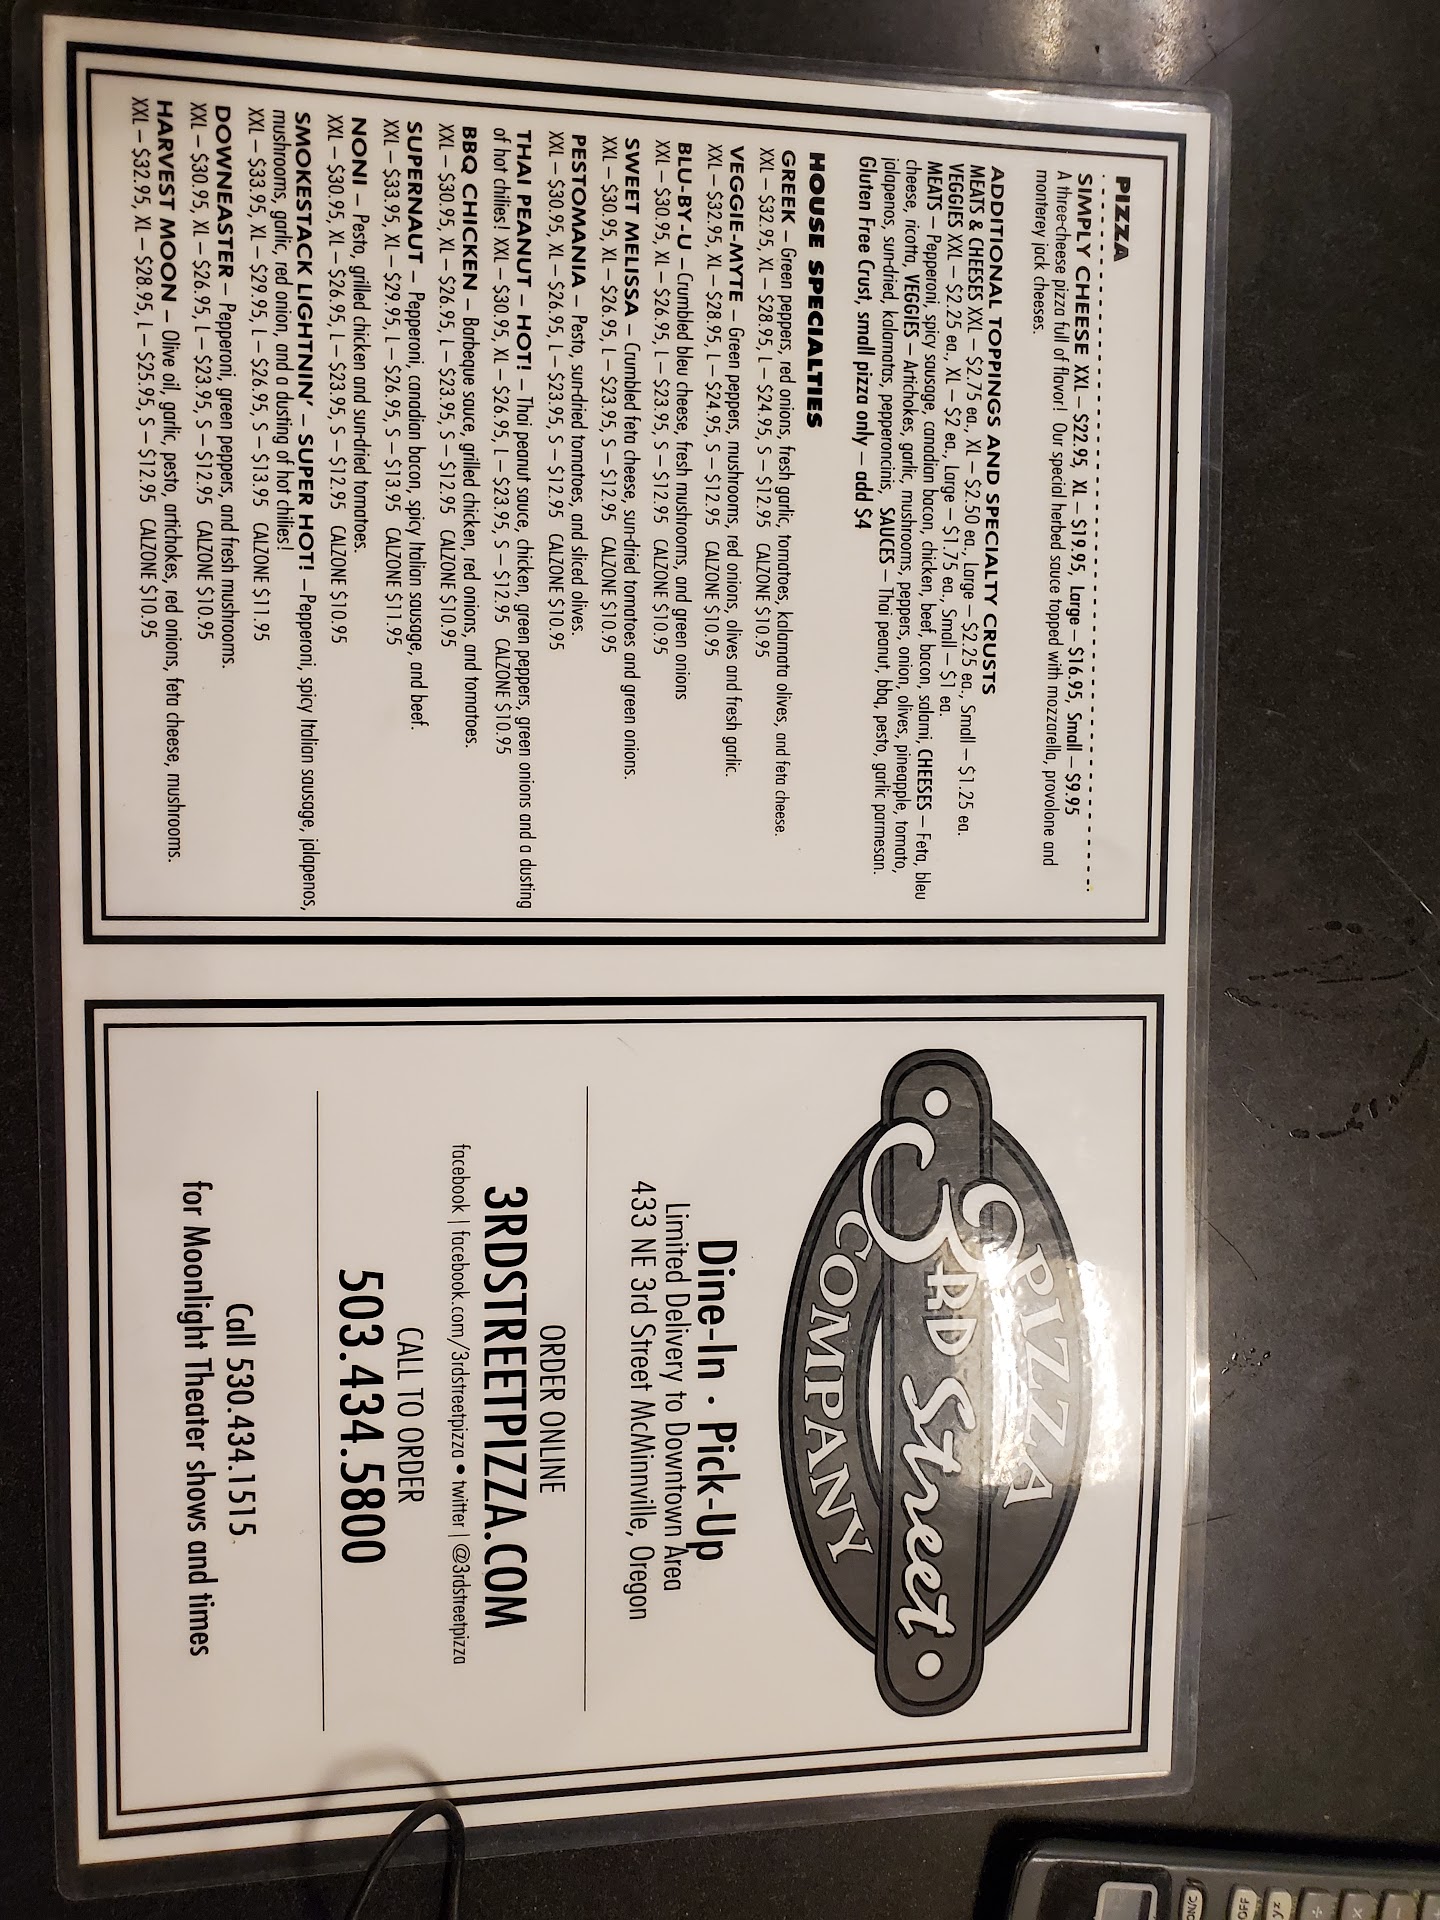 PIZZA
SIMPLY CHEESE XXL – $22.95, XL – $19.95, Large – $16.95, Small – $9.95
A three-cheese pizza full of flavor! Our special herbed sauce topped with mozzarella, provolone and
monterey jack cheeses.
ADDITIONAL TOPPINGS AND SPECIALTY CRUSTS
MEATS & CHEESES XXL – $2.75 ea., XL – $2.50 ea., Large – $2.25 ea., Small – $1.25 ea.
VEGGIES XXL – $2.25 ea., XL – $2 ea., Large – $1.75 ea., Small – $1 ea.
MEATS – Pepperoni, spicy sausage, canadian bacon, chicken, beef, bacon, salami, CHEESES – Feta, bleu
cheese, ricotta, VEGGIES – Artichokes, garlic, mushrooms, peppers, onion, olives, pineapple, tomato,
jalapenos, sun-dried, kalamatas, pepperoncinis, SAUCES – Thai peanut, bbq, pesto, garlic parmesan.
Gluten Free Crust, small pizza only – add $4
HOUSE SPECIALTIES
GREEK – Green peppers, red onions, fresh garlic, tomatoes, kalamata olives, and feta cheese.
XXL – $32.95, XL – $28.95, L – $24.95, S – $12.95 CALZONE $10.95
VEGGIE-MYTE – Green peppers, mushrooms, red onions, olives and fresh garlic.
XXL – $32.95, XL – $28.95, L – $24.95, S – $12.95 CALZONE $10.95
BLU-BY-U – Crumbled bleu cheese, fresh mushrooms, and green onions
XXL – $30.95, XL – $26.95, L – $23.95, S – $12.95 CALZONE $10.95
SWEET MELISSA – Crumbled feta cheese, sun-dried tomatoes and green onions.
XXL – $30.95, XL – $26.95, L – $23.95, S – $12.95 CALZONE $10.95
PESTOMANIA – Pesto, sun-dried tomatoes, and sliced olives.
XXL – $30.95, XL – $26.95, L – $23.95, S – $12.95 CALZONE $10.95
THAI PEANUT – HOT! – Thai peanut sauce, chicken, green peppers, green onions and a dusting
of hot chilies! XXL – $30.95, XL – $26.95, L – $23.95, S – $12.95 CALZONE $10.95
BBQ CHICKEN – Barbeque sauce, grilled chicken, red onions, and tomatoes.
XXL – $30.95, XL – $26.95, L – $23.95, S – $12.95 CALZONE $10.95
SUPERNAUT – Pepperoni, canadian bacon, spicy Italian sausage, and beef.
XXL – $33.95, XL – $29.95, L – $26.95, S – $13.95 CALZONE $11.95
NONI – Pesto, grilled chicken and sun-dried tomatoes.
XXL – $30.95, XL – $26.95, L – $23.95, S – $12.95 CALZONE $10.95
SMOKESTACK LIGHTNIN' – SUPER HOT! – Pepperoni, spicy Italian sausage, jalapenos,
mushrooms, garlic, red onion, and a dusting of hot chilies!
XXL – $33.95, XL – $29.95, L – $26.95, S – $13.95 CALZONE $11.95
DOWNEASTER – Pepperoni, green peppers, and fresh mushrooms.
XXL – $30.95, XL – $26.95, L – $23.95, S – $12.95 CALZONE $10.95
HARVEST MOON – Olive oil, garlic, pesto, artichokes, red onions, feta cheese, mushrooms.
XXL – $32.95, XL – $28.95, L – $25.95, S – $12.95 CALZONE $10.95
PIZZA
3RD Street
COMPANY
Dine-In · Pick-Up
Limited Delivery to Downtown Area
433 NE 3rd Street McMinnville, Oregon
ORDER ONLINE
3RDSTREETPIZZA.COM
facebook | facebook.com/3rdstreetpizza • twitter | @3rdstreetpizza
CALL TO ORDER
503.434.5800
Call 530.434.1515
for Moonlight Theater shows and times
OFF